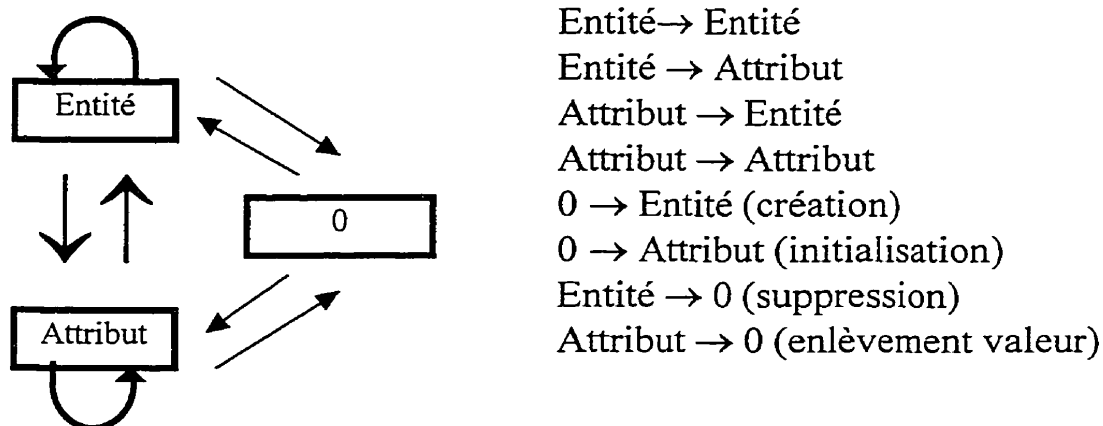 Entité
0
Attribut
Entité→ Entité
Entité → Attribut
Attribut → Entité
Attribut → Attribut
0 → Entité (création)
0 → Attribut (initialisation)
Entité → 0 (suppression)
Attribut → 0 (enlèvement valeur)